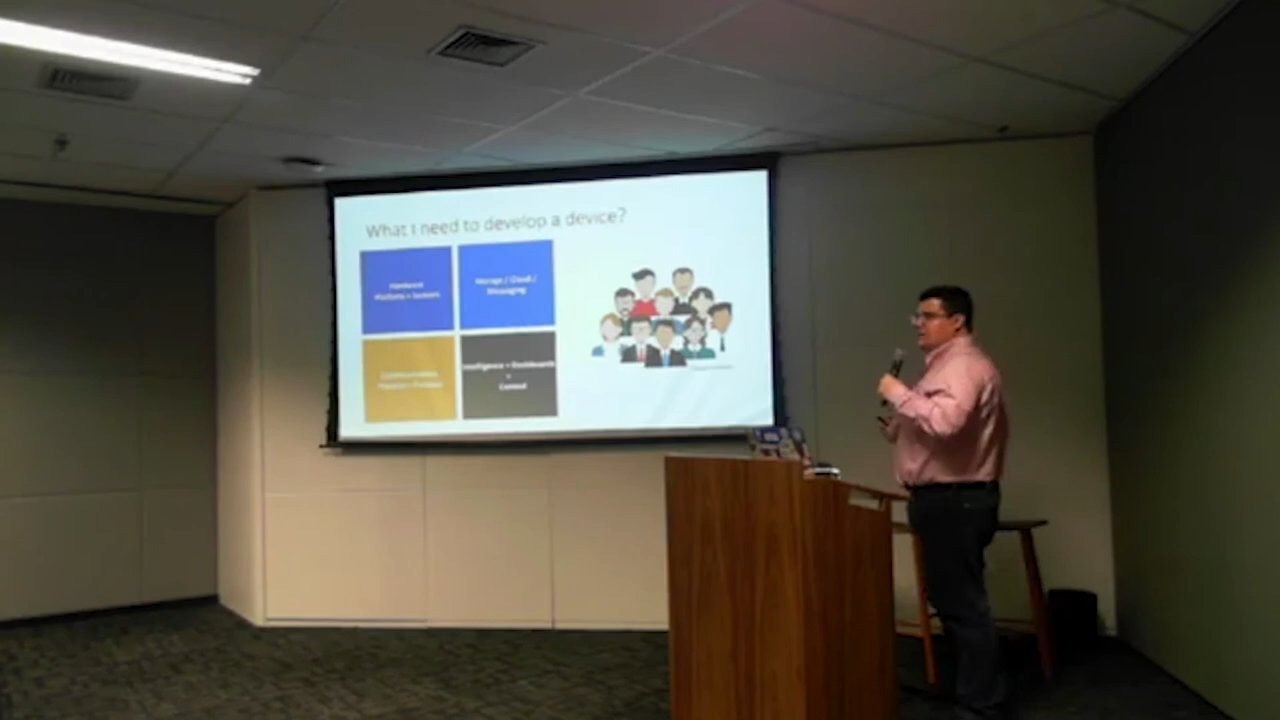 What I need to develop a device?
Hardware
Platform + Sensors
Storage / Cloud /
Messaging
Intelligence + Dashboards
+
Control